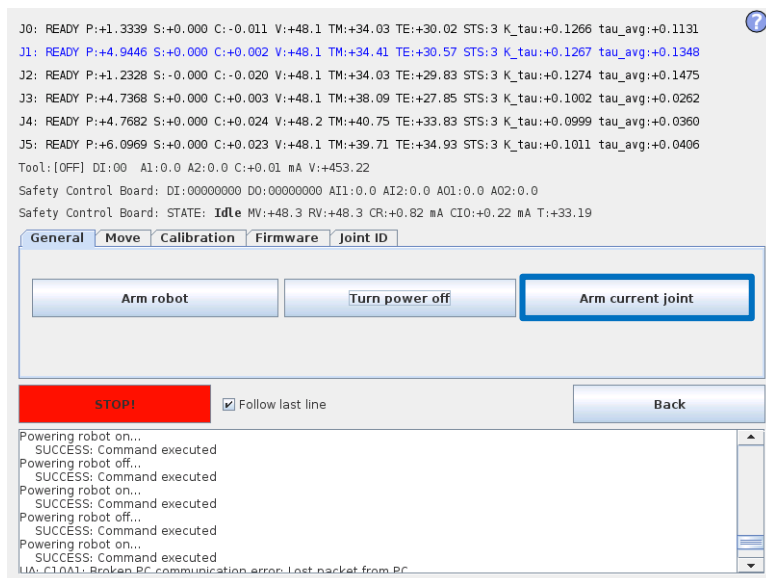 J0: READY P:+1.3339 S:+0.000 C:-0.011 V:+48.1 TM:+34.03 TE:+30.02 STS:3 K_tau:+0.1266 tau_avg:+0.1131
?
J1: READY P:+4.9446 S:+0.000 C:+0.002 V:+48.1 TM:+34.41 TE:+30.57 STS:3 K_tau:+0.1267 tau_avg:+0.1348
J2: READY P:+1.2328 S:-0.000 C:-0.020 V:+48.1 TM:+34.03 TE:+29.83 STS:3 K_tau:+0.1274 tau_avg:+0.1475
J3: READY P:+4.7368 S:+0.000 C:+0.003 V:+48.1 TM:+38.09 TE:+27.85 STS:3 K_tau:+0.1002 tau_avg:+0.0262
J4: READY P:+4.7682 S:+0.000 C:+0.024 V:+48.2 TM:+40.75 TE:+33.83 STS:3 K_tau:+0.0999 tau_avg:+0.0360
J5: READY P:+6.0969 S:+0.000 C:+0.023 V:+48.1 TM:+39.71 TE:+34.93 STS:3 K_tau:+0.1011 tau_avg:+0.0406
Tool:[OFF] DI:00 A1:0.0 A2:0.0 C:+0.01 mA V:+453.22
Safety Control Board: DI:00000000 DO:00000000 AI1:0.0 AI2:0.0 AO1:0.0 AO2:0.0
Safety Control Board: STATE: Idle MV:+48.3 RV:+48.3 CR:+0.82 mA CIO:+0.22 mA T:+33.19
General Move Calibration Firmware Joint ID
Arm robot Turn power off Arm current joint
STOP! Follow last line Back
Powering robot on...
SUCCESS: Command executed
Powering robot off...
SUCCESS: Command executed
Powering robot on...
SUCCESS: Command executed
Powering robot off...
SUCCESS: Command executed
Powering robot on...
SUCCESS: Command executed
UA: C10A1: Broken PC communication error: Lost packet from PC